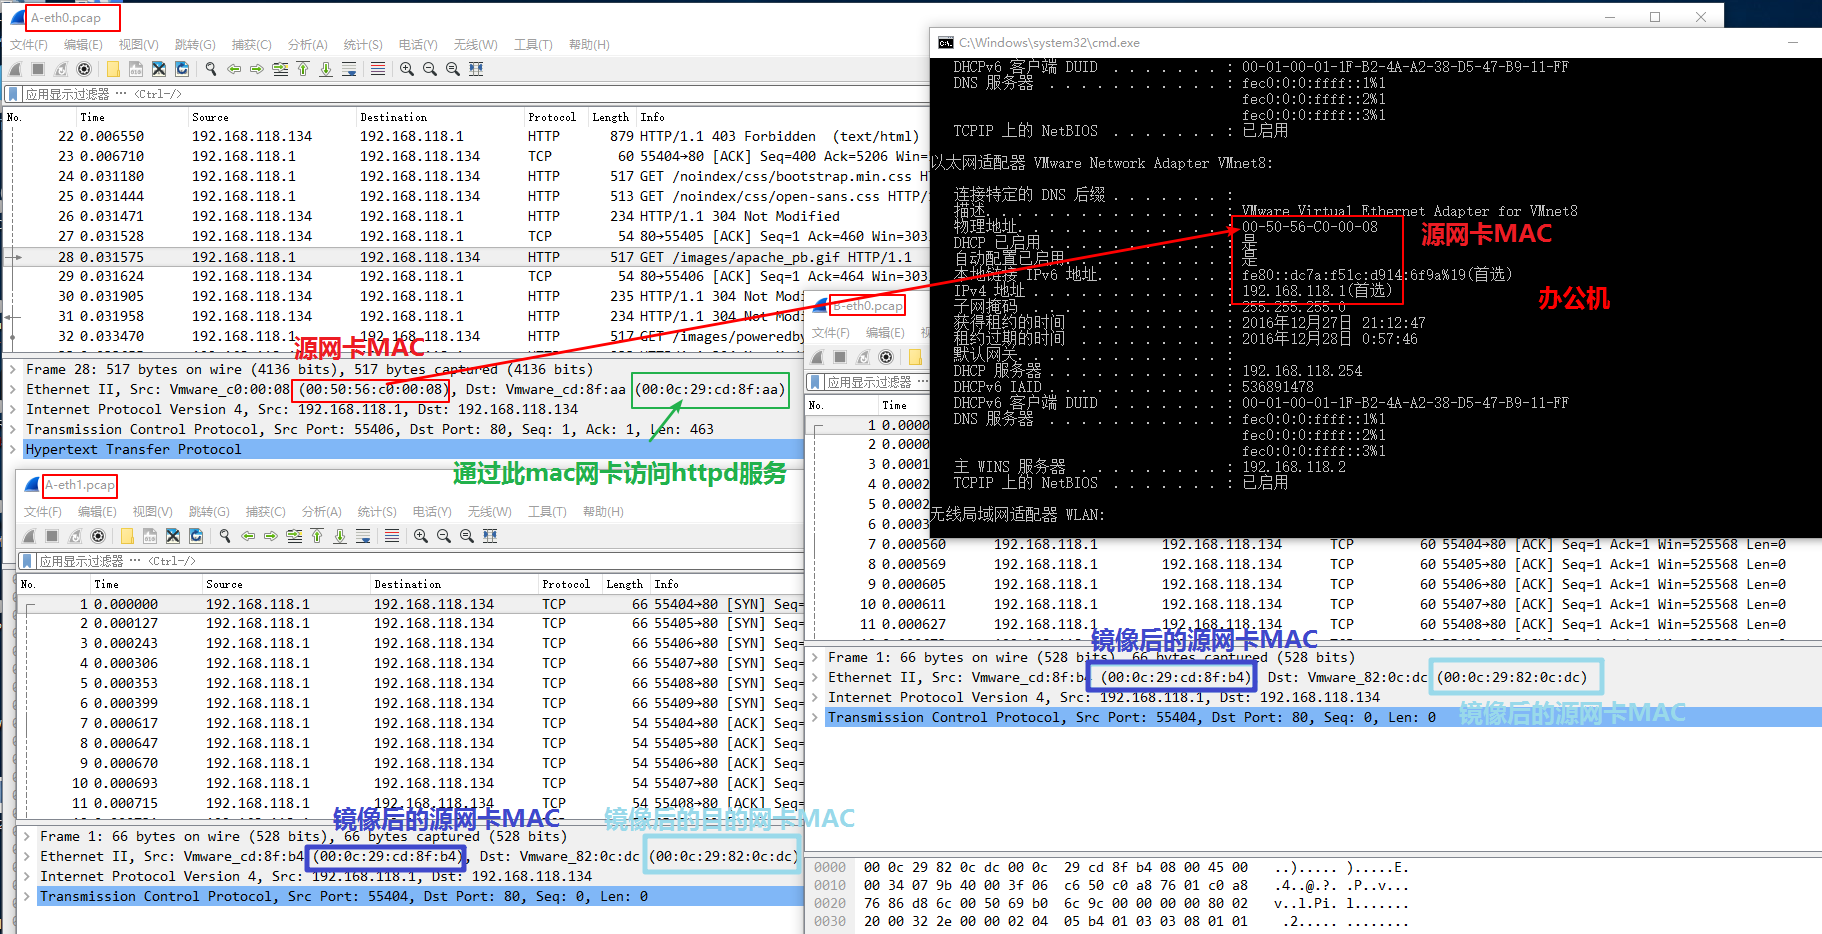 A-eth0.pcap
文件(F) 编辑(E) 视图(V) 跳转(G) 捕获(C) 分析(A) 统计(S) 电话(Y) 无线(W) 工具(T) 帮助(H)
应用显示过滤器 … <Ctrl-/>
No. Time Source Destination Protocol Length Info
22 0.006550 192.168.118.134 192.168.118.1 HTTP 879 HTTP/1.1 403 Forbidden (text/html)
23 0.006710 192.168.118.1 192.168.118.134 TCP 60 55404→80 [ACK] Seq=400 Ack=5206 Win=
24 0.031180 192.168.118.1 192.168.118.134 HTTP 517 GET /noindex/css/bootstrap.min.css H
25 0.031444 192.168.118.1 192.168.118.134 HTTP 513 GET /noindex/css/open-sans.css HTTP/
26 0.031471 192.168.118.134 192.168.118.1 HTTP 234 HTTP/1.1 304 Not Modified
27 0.031528 192.168.118.134 192.168.118.1 TCP 54 80→55405 [ACK] Seq=1 Ack=460 Win=303
28 0.031575 192.168.118.1 192.168.118.134 HTTP 517 GET /images/apache_pb.gif HTTP/1.1
29 0.031624 192.168.118.134 192.168.118.1 TCP 54 80→55406 [ACK] Seq=1 Ack=464 Win=303
30 0.031905 192.168.118.134 192.168.118.1 HTTP 235 HTTP/1.1 304 Not Mod
31 0.031958 192.168.118.134 192.168.118.1 HTTP 234 HTTP/1.1 304 Not Mod
32 0.033470 192.168.118.1 192.168.118.134 HTTP 517 GET /images/poweredby
源网卡MAC
Frame 28: 517 bytes on wire (4136 bits), 517 bytes captured (4136 bits)
Ethernet II, Src: Vmware_c0:00:08 (00:50:56:c0:00:08), Dst: Vmware_cd:8f:aa (00:0c:29:cd:8f:aa)
Internet Protocol Version 4, Src: 192.168.118.1, Dst: 192.168.118.134
Transmission Control Protocol, Src Port: 55406, Dst Port: 80, Seq: 1, Ack: 1, Len: 463
Hypertext Transfer Protocol
通过此mac网卡访问httpd服务
C:\Windows\system32\cmd.exe
DHCPv6 客户端 DUID . . . . . . . : 00-01-00-01-1F-B2-4A-A2-38-D5-47-B9-11-FF
DNS 服务器 . . . . . . . . . . . : fec0:0:0:ffff::1%1
fec0:0:0:ffff::2%1
fec0:0:0:ffff::3%1
TCPIP 上的 NetBIOS . . . . . . . : 已启用
以太网适配器 VMware Network Adapter VMnet8:
连接特定的 DNS 后缀 . . . . . . . :
描述. . . . . . . . . . . . . . . : VMware Virtual Ethernet Adapter for VMnet8
物理地址. . . . . . . . . . . . . : 00-50-56-C0-00-08
DHCP 已启用 . . . . . . . . . . . : 是
自动配置已启用. . . . . . . . . . : 是
本地链接 IPv6 地址. . . . . . . . : fe80::dc7a:f51c:d914:6f9a%19(首选)
IPv4 地址 . . . . . . . . . . . . : 192.168.118.1(首选)
子网掩码 . . . . . . . . . . . . : 255.255.255.0
获得租约的时间 . . . . . . . . . : 2016年12月27日 21:12:47
租约过期的时间 . . . . . . . . . : 2016年12月28日 0:57:46
默认网关. . . . . . . . . . . . . :
DHCP 服务器 . . . . . . . . . . . : 192.168.118.254
DHCPv6 IAID . . . . . . . . . . . : 536891478
DHCPv6 客户端 DUID . . . . . . . : 00-01-00-01-1F-B2-4A-A2-38-D5-47-B9-11-FF
DNS 服务器 . . . . . . . . . . . : fec0:0:0:ffff::1%1
fec0:0:0:ffff::2%1
fec0:0:0:ffff::3%1
主 WINS 服务器 . . . . . . . . . : 192.168.118.2
TCPIP 上的 NetBIOS . . . . . . . : 已启用
无线局域网适配器 WLAN:
源网卡MAC
办公机
A-eth1.pcap
文件(F) 编辑(E) 视图(V) 跳转(G) 捕获(C) 分析(A) 统计(S) 电话(Y) 无线(W) 工具(T) 帮助(H)
应用显示过滤器 … <Ctrl-/>
No. Time Source Destination Protocol Length Info
1 0.000000 192.168.118.1 192.168.118.134 TCP 66 55404→80 [SYN] Seq=
2 0.000127 192.168.118.1 192.168.118.134 TCP 66 55405→80 [SYN] Seq=
3 0.000243 192.168.118.1 192.168.118.134 TCP 66 55406→80 [SYN] Seq=
4 0.000306 192.168.118.1 192.168.118.134 TCP 66 55407→80 [SYN] Seq=
5 0.000353 192.168.118.1 192.168.118.134 TCP 66 55408→80 [SYN] Seq=
6 0.000399 192.168.118.1 192.168.118.134 TCP 66 55409→80 [SYN] Seq=
7 0.000617 192.168.118.1 192.168.118.134 TCP 54 55404→80 [ACK] Seq=
8 0.000647 192.168.118.1 192.168.118.134 TCP 54 55405→80 [ACK] Seq=
9 0.000670 192.168.118.1 192.168.118.134 TCP 54 55406→80 [ACK] Seq=
10 0.000693 192.168.118.1 192.168.118.134 TCP 54 55407→80 [ACK] Seq=
11 0.000715 192.168.118.1 192.168.118.134 TCP 54 55408→80 [ACK] Seq=
镜像后的源网卡MAC
镜像后的目的网卡MAC
Frame 1: 66 bytes on wire (528 bits), 66 bytes captured (528 bits)
Ethernet II, Src: Vmware_cd:8f:b4 (00:0c:29:cd:8f:b4), Dst: Vmware_82:0c:dc (00:0c:29:82:0c:dc)
Internet Protocol Version 4, Src: 192.168.118.1, Dst: 192.168.118.134
Transmission Control Protocol, Src Port: 55404, Dst Port: 80, Seq: 0, Len: 0
B-eth0.pcap
文件(F) 编辑(E)
应用显示过滤器 …
No. Time
1 0.0000
2 0.0000
3 0.0001
4 0.0002
5 0.0002
6 0.0003
7 0.000560 192.168.118.1 192.168.118.134 TCP 60 55404→80 [ACK] Seq=1 Ack=1 Win=525568 Len=0
8 0.000569 192.168.118.1 192.168.118.134 TCP 60 55405→80 [ACK] Seq=1 Ack=1 Win=525568 Len=0
9 0.000605 192.168.118.1 192.168.118.134 TCP 60 55406→80 [ACK] Seq=1 Ack=1 Win=525568 Len=0
10 0.000611 192.168.118.1 192.168.118.134 TCP 60 55407→80 [ACK] Seq=1 Ack=1 Win=525568 Len=0
11 0.000627 192.168.118.1 192.168.118.134 TCP 60 55408→80 [ACK] Seq=1 Ack=1 Win=525568 Len=0
镜像后的源网卡MAC
Frame 1: 66 bytes on wire (528 bits), 66 bytes captured (528 bits)
Ethernet II, Src: Vmware_cd:8f:b4 (00:0c:29:cd:8f:b4) Dst: Vmware_82:0c:dc (00:0c:29:82:0c:dc)
Internet Protocol Version 4, Src: 192.168.118.1, Dst: 192.168.118.134
Transmission Control Protocol, Src Port: 55404, Dst Port: 80, Seq: 0, Len: 0
镜像后的源网卡MAC
0000 00 0c 29 82 0c dc 00 0c 29 cd 8f b4 08 00 45 00 ..)..... ).....E.
0010 00 34 07 9b 40 00 3f 06 c6 50 c0 a8 76 01 c0 a8 .4..@.?. .P..v...
0020 76 86 d8 6c 00 50 69 b0 6c 9c 00 00 00 00 80 02 v..l.Pi. l.......
0030 20 00 32 2e 00 00 02 04 05 b4 01 03 03 08 01 01 .2..... ........